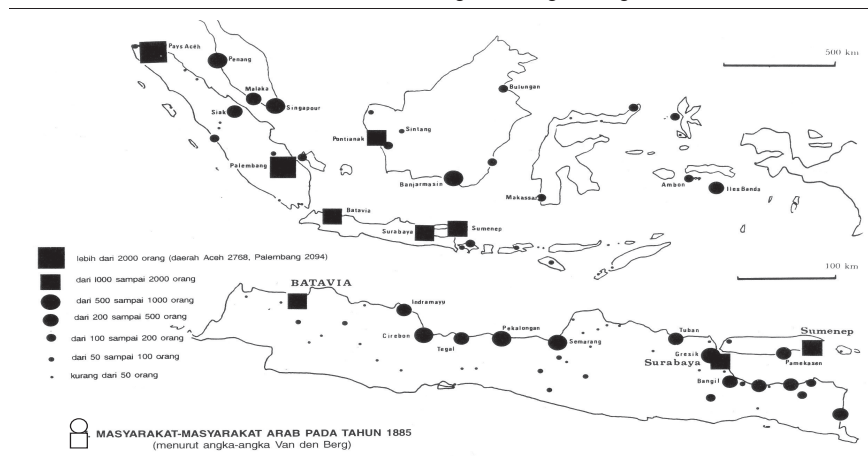 500 km
Pays Aceh
Penang
Malaka
Singapour
Siak
Bulungan
Sintang
Pontianak
Palembang
Banjarmasin
Makassar
Ambon
Iles Banda
Batavia
Surabaya
Sumenep
lebih dari 2000 orang (daerah Aceh 2768, Palembang 2094)
dari l000 sampai 2000 orang
dari 500 sampai 1000 orang
dari 200 sampai 500 orang
dari 100 sampai 200 orang
dari 50 sampai 100 orang
kurang dari 50 orang
100 km
BATAVIA
Indramayu
Cirebon
Tegal
Pekalongan
Semarang
Tuban
Gresik
Surabaya
Sumenep
Pamekasan
Bangil
MASYARAKAT-MASYARAKAT ARAB PADA TAHUN 1885
(menurut angka-angka Van den Berg)